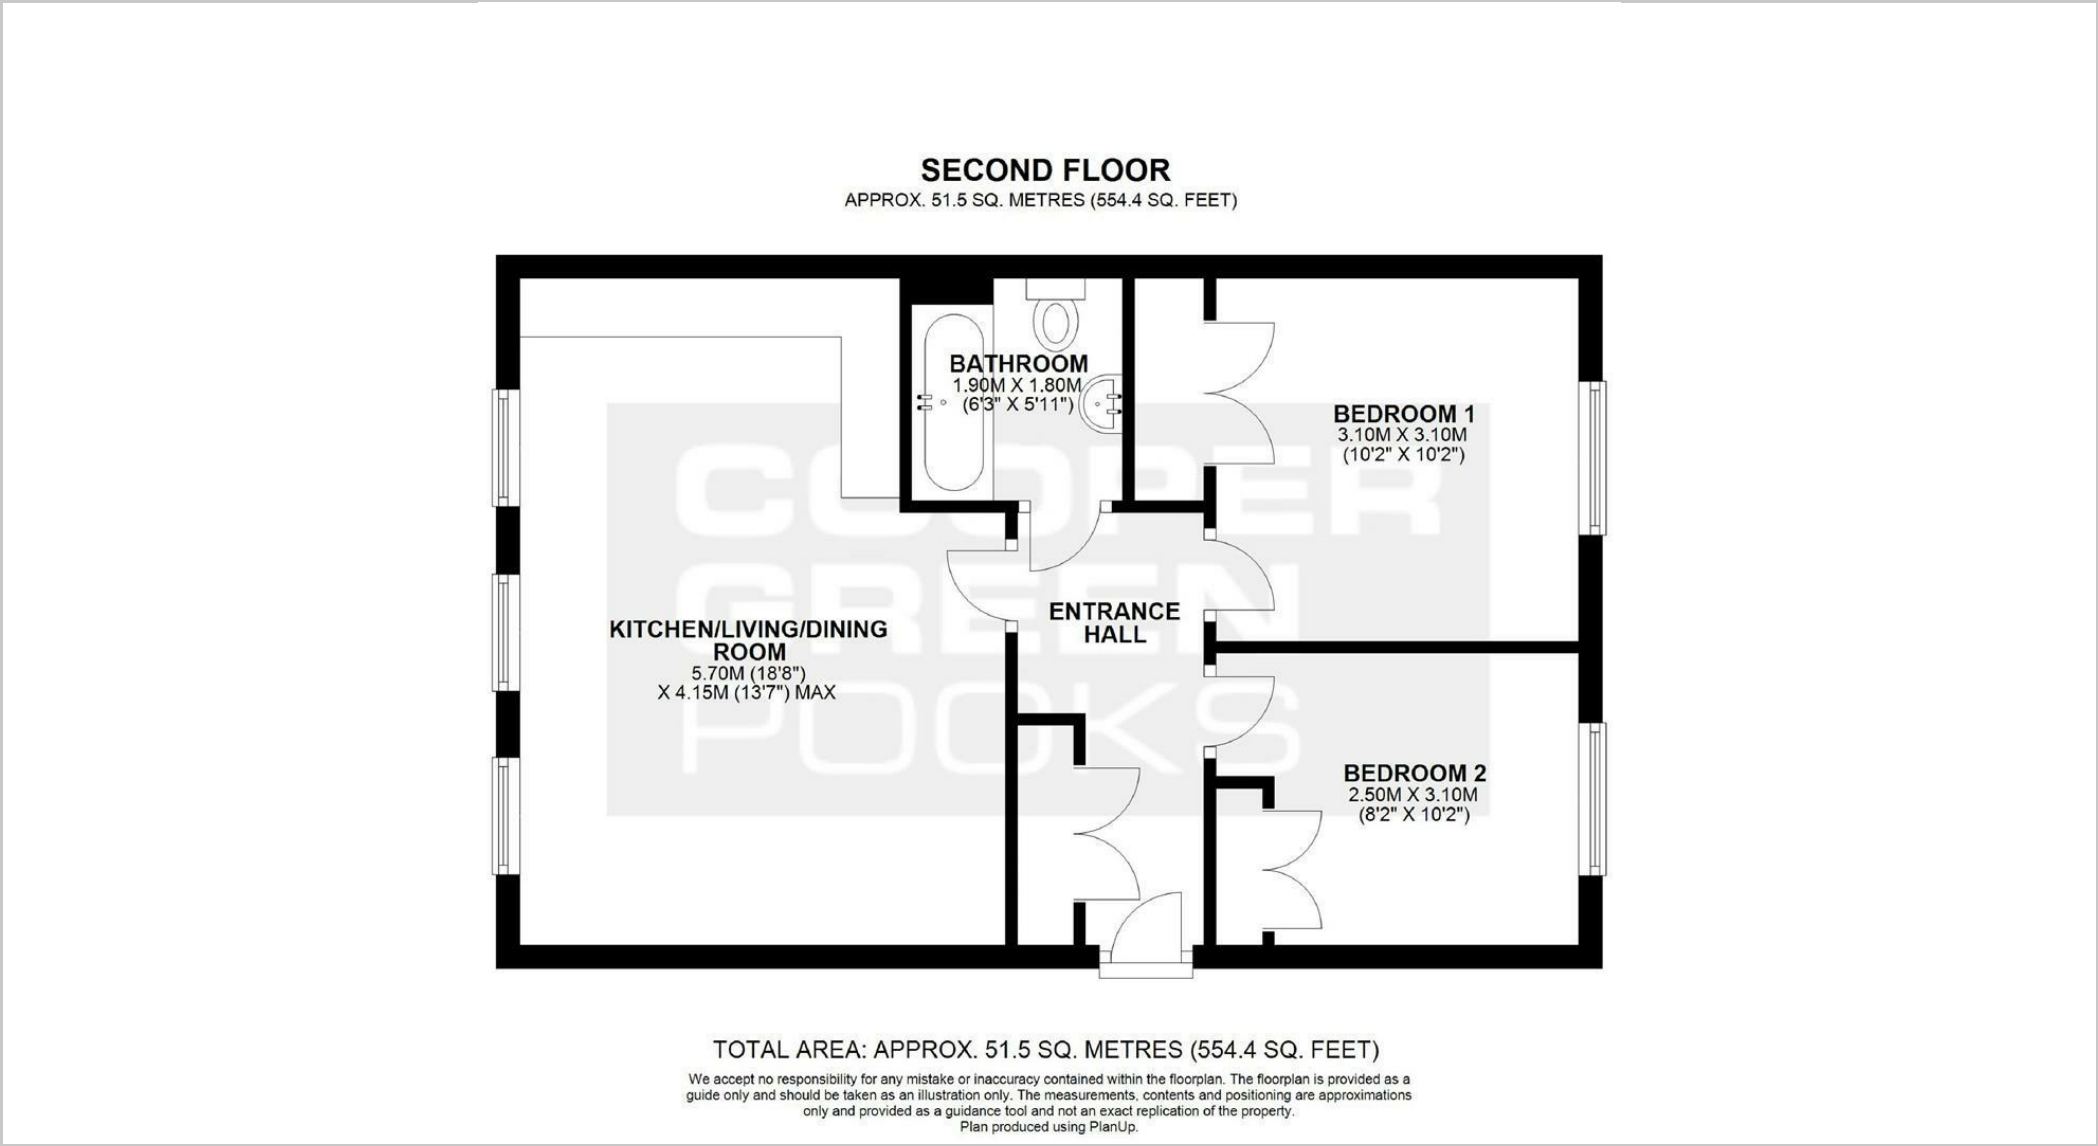 SECOND FLOOR
APPROX. 51.5 SQ. METRES (554.4 SQ. FEET)
BATHROOM
1.90M X 1.80M
(6'3" X 5'11")
BEDROOM 1
3.10M X 3.10M
(10'2" X 10'2")
COOPER
GREEN
POOKS
ENTRANCE
HALL
KITCHEN/LIVING/DINING
ROOM
5.70M (18'8")
X 4.15M (13'7") MAX
BEDROOM 2
2.50M X 3.10M
(8'2" X 10'2")
TOTAL AREA: APPROX. 51.5 SQ. METRES (554.4 SQ. FEET)
We accept no responsibility for any mistake or inaccuracy contained within the floorplan. The floorplan is provided as a
guide only and should be taken as an illustration only. The measurements, contents and positioning are approximations
only and provided as a guidance tool and not an exact replication of the property.
Plan produced using PlanUp.